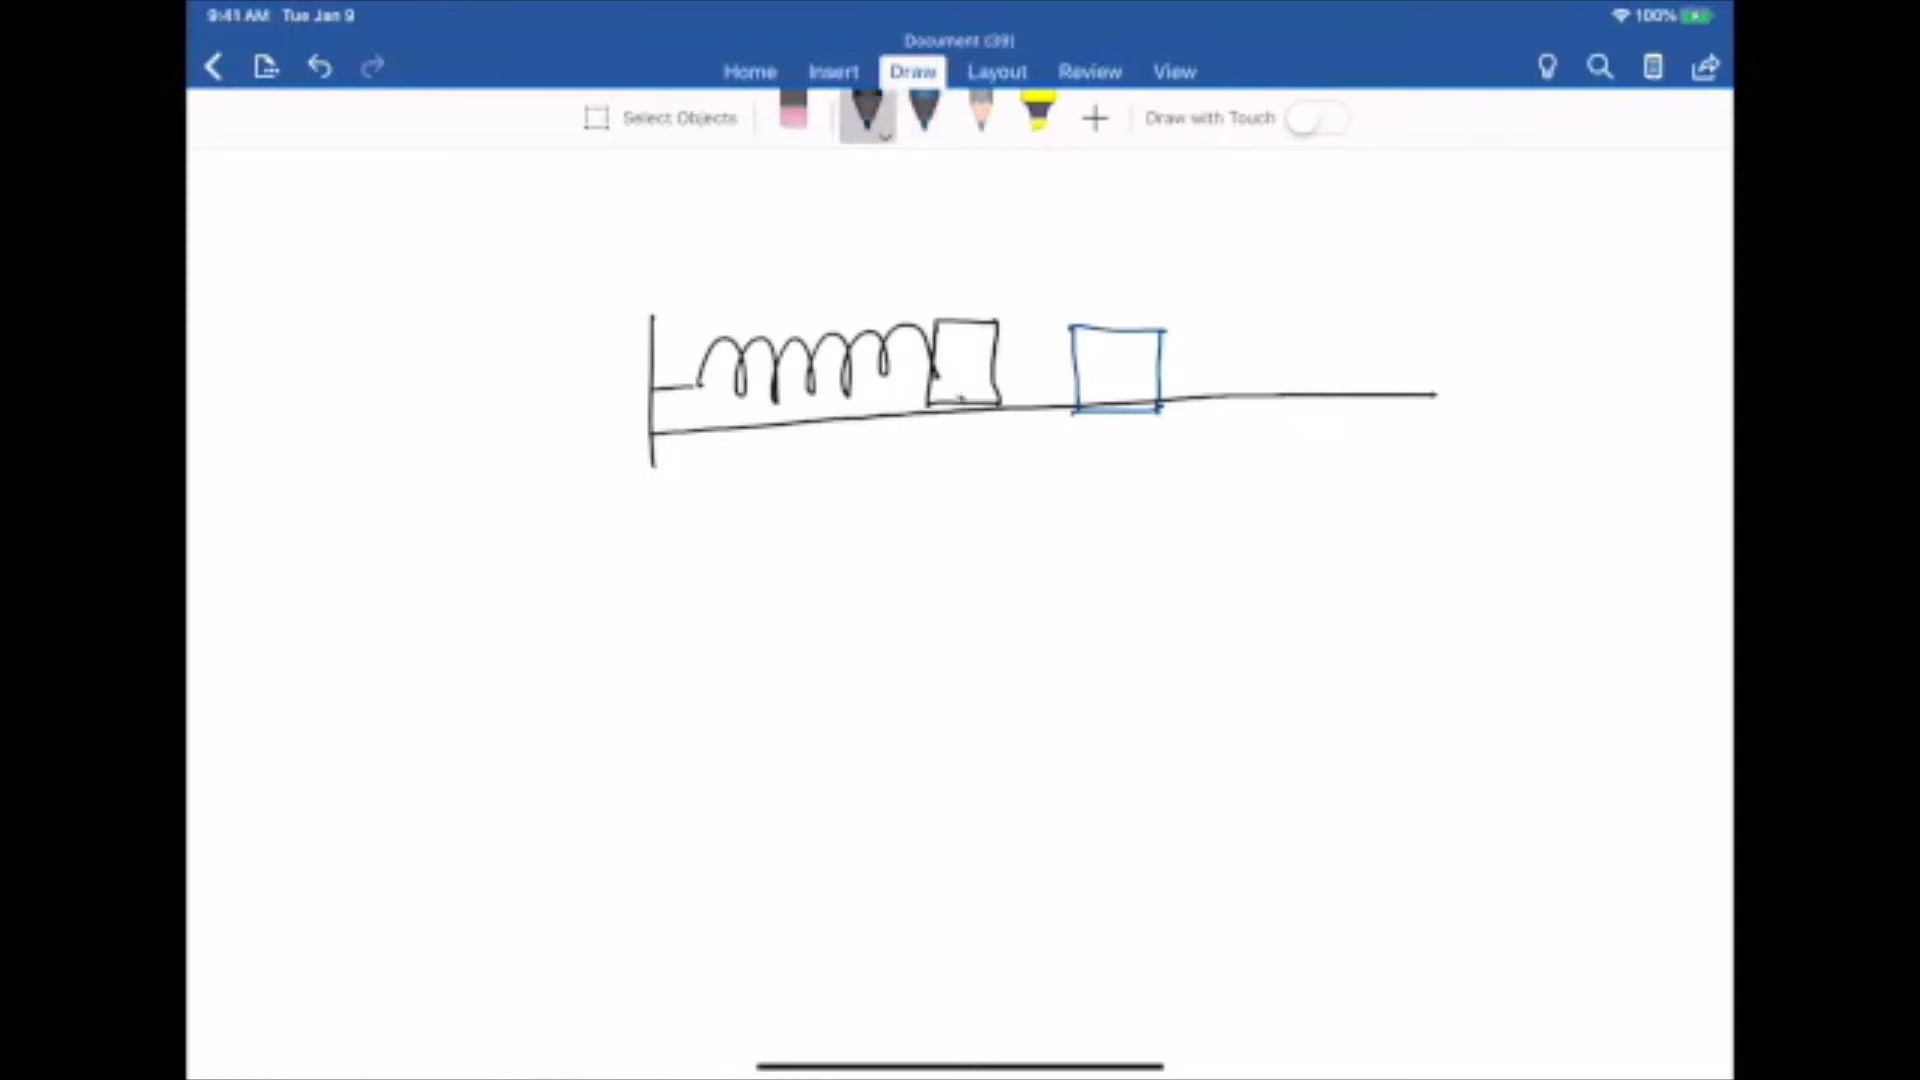 9:41 AM Tue Jan 9
100%
Document (39)
Home Insert Draw Layout Review View
Select Objects Draw with Touch